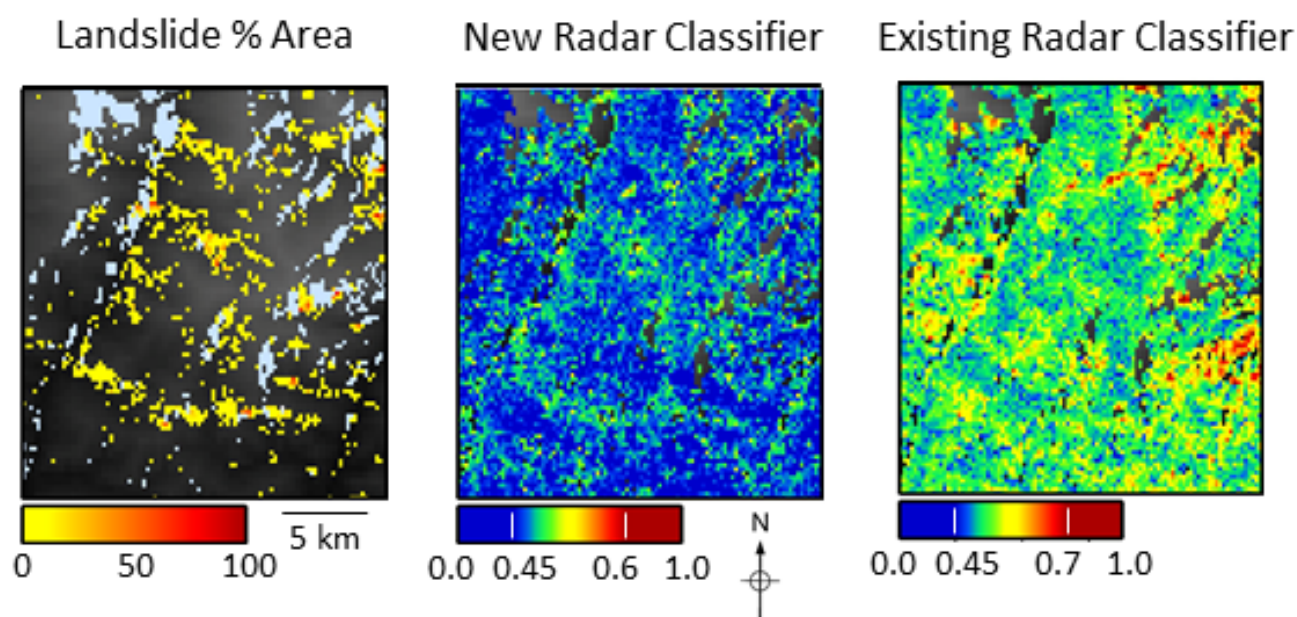 Landslide % Area
New Radar Classifier
Existing Radar Classifier
0 50 100
5 km
0.0 0.45 0.6 1.0
N
0.0 0.45 0.7 1.0